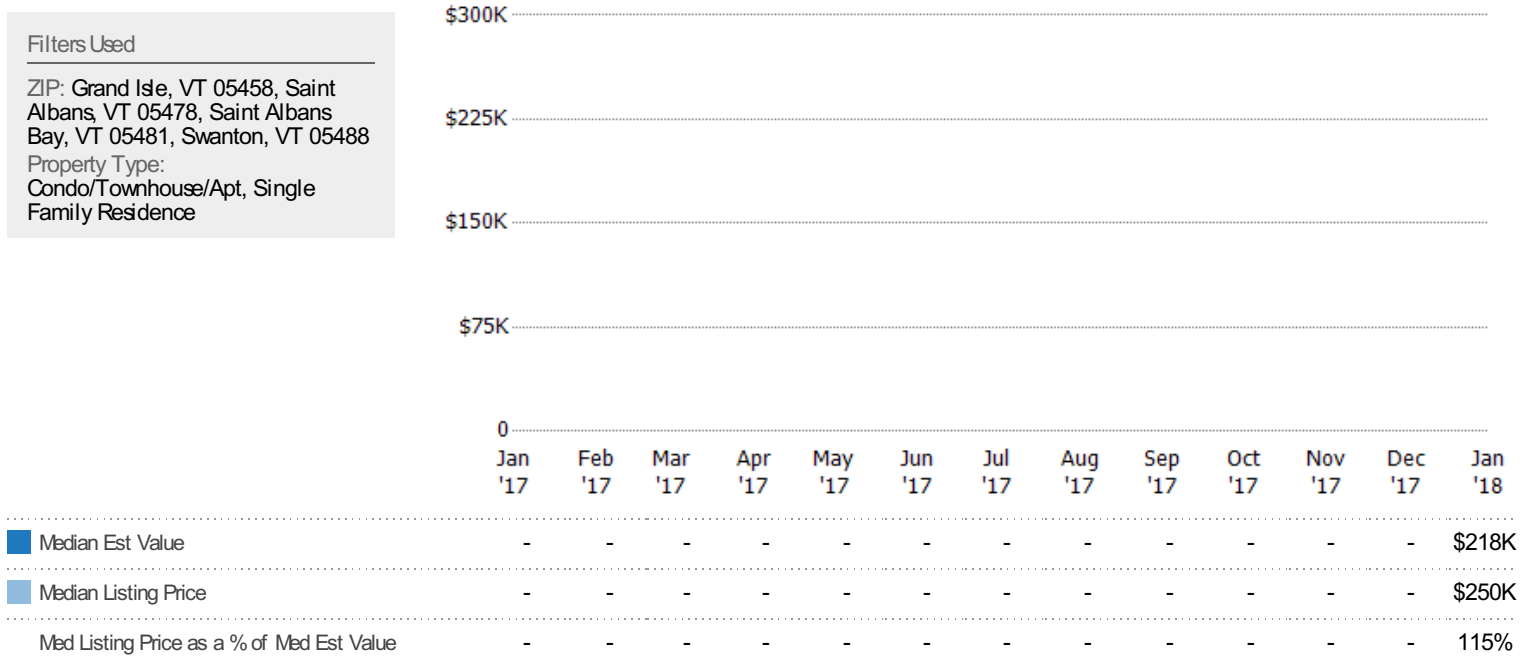 Filters Used
ZIP: Grand Isle, VT 05458, Saint
Albans, VT 05478, Saint Albans
Bay, VT 05481, Swanton, VT 05488
Property Type:
Condo/Townhouse/Apt, Single
Family Residence
$300K
$225K
$150K
$75K
0
Jan Feb Mar Apr May Jun Jul Aug Sep Oct Nov Dec Jan
'17 '17 '17 '17 '17 '17 '17 '17 '17 '17 '17 '17 '18
Median Est Value - - - - - - - - - - - - $218K
Median Listing Price - - - - - - - - - - - - $250K
Med Listing Price as a % of Med Est Value - - - - - - - - - - - - 115%